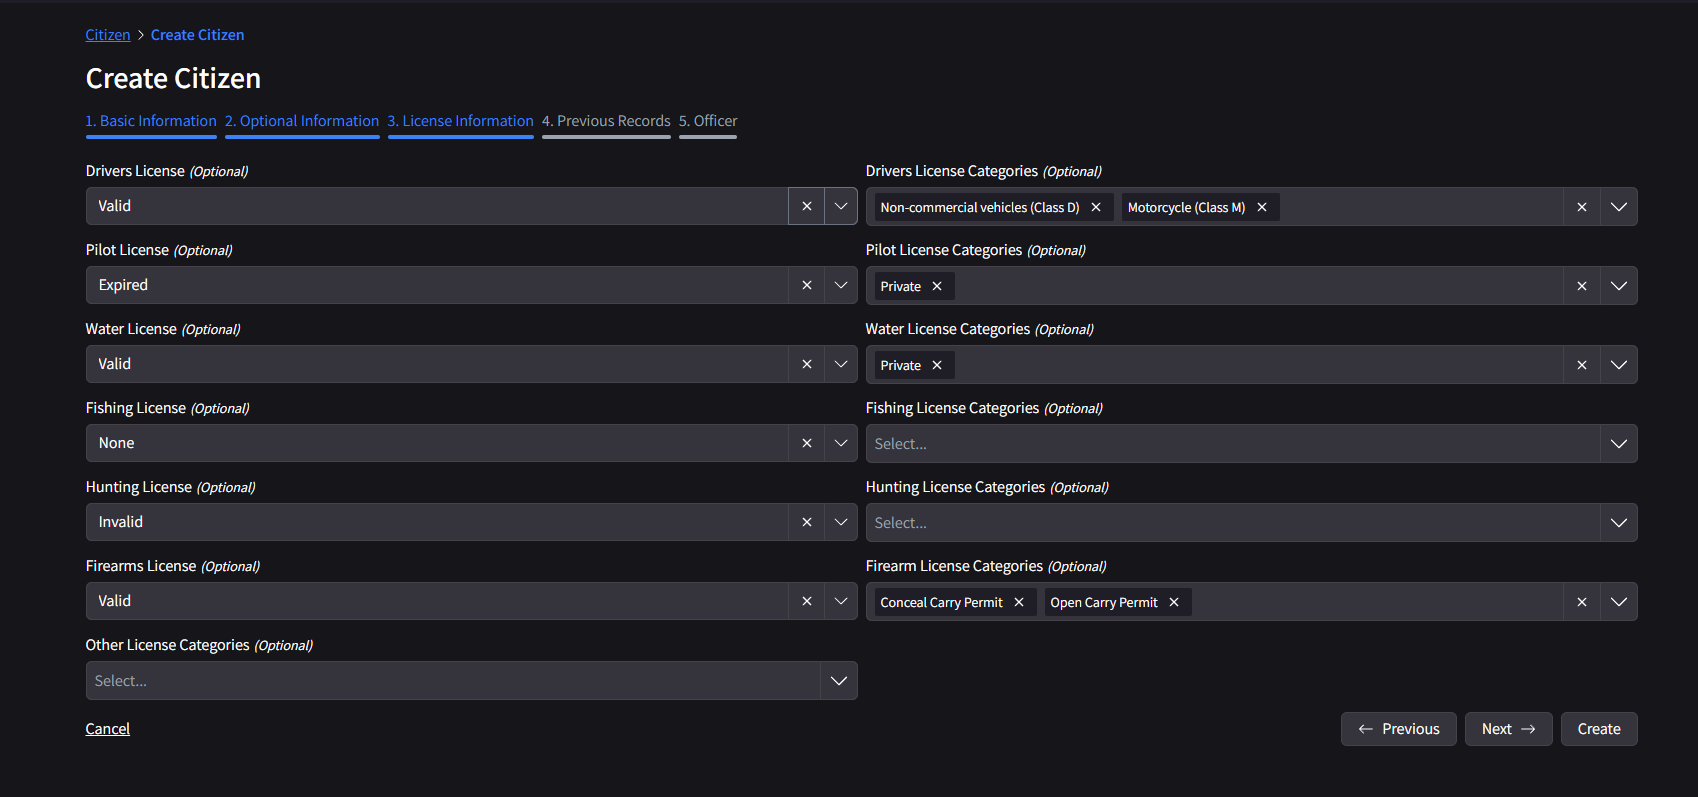 Citizen > Create Citizen
Create Citizen
1. Basic Information 2. Optional Information 3. License Information 4. Previous Records 5. Officer
Drivers License (Optional) Drivers License Categories (Optional)
Valid Non-commercial vehicles (Class D) Motorcycle (Class M)
Pilot License (Optional) Pilot License Categories (Optional)
Expired Private
Water License (Optional) Water License Categories (Optional)
Valid Private
Fishing License (Optional) Fishing License Categories (Optional)
None Select...
Hunting License (Optional) Hunting License Categories (Optional)
Invalid Select...
Firearms License (Optional) Firearm License Categories (Optional)
Valid Conceal Carry Permit Open Carry Permit
Other License Categories (Optional)
Select...
Cancel ← Previous Next → Create